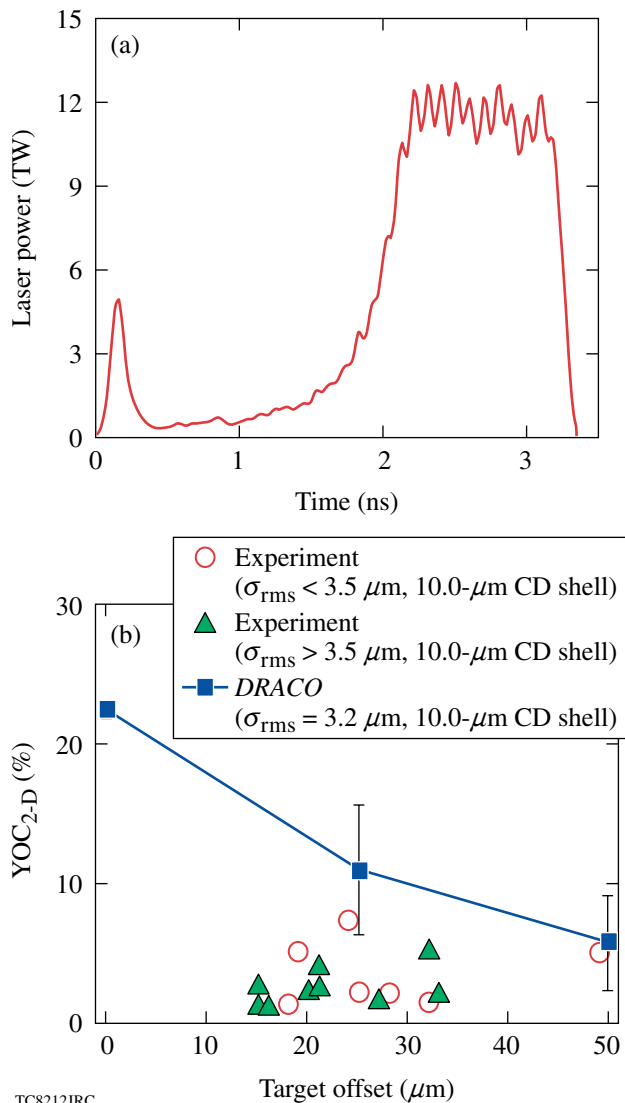 15
(a)
12
9
6
3
0
Laser power (TW)
0 1 2 3
Time (ns)
Experiment
(σrms < 3.5 μm, 10.0-μm CD shell)
Experiment
(σrms > 3.5 μm, 10.0-μm CD shell)
DRACO
(σrms = 3.2 μm, 10.0-μm CD shell)
30
(b)
20
10
0
YOC2-D (%)
0 10 20 30 40 50
Target offset (μm)
TC8212JRC